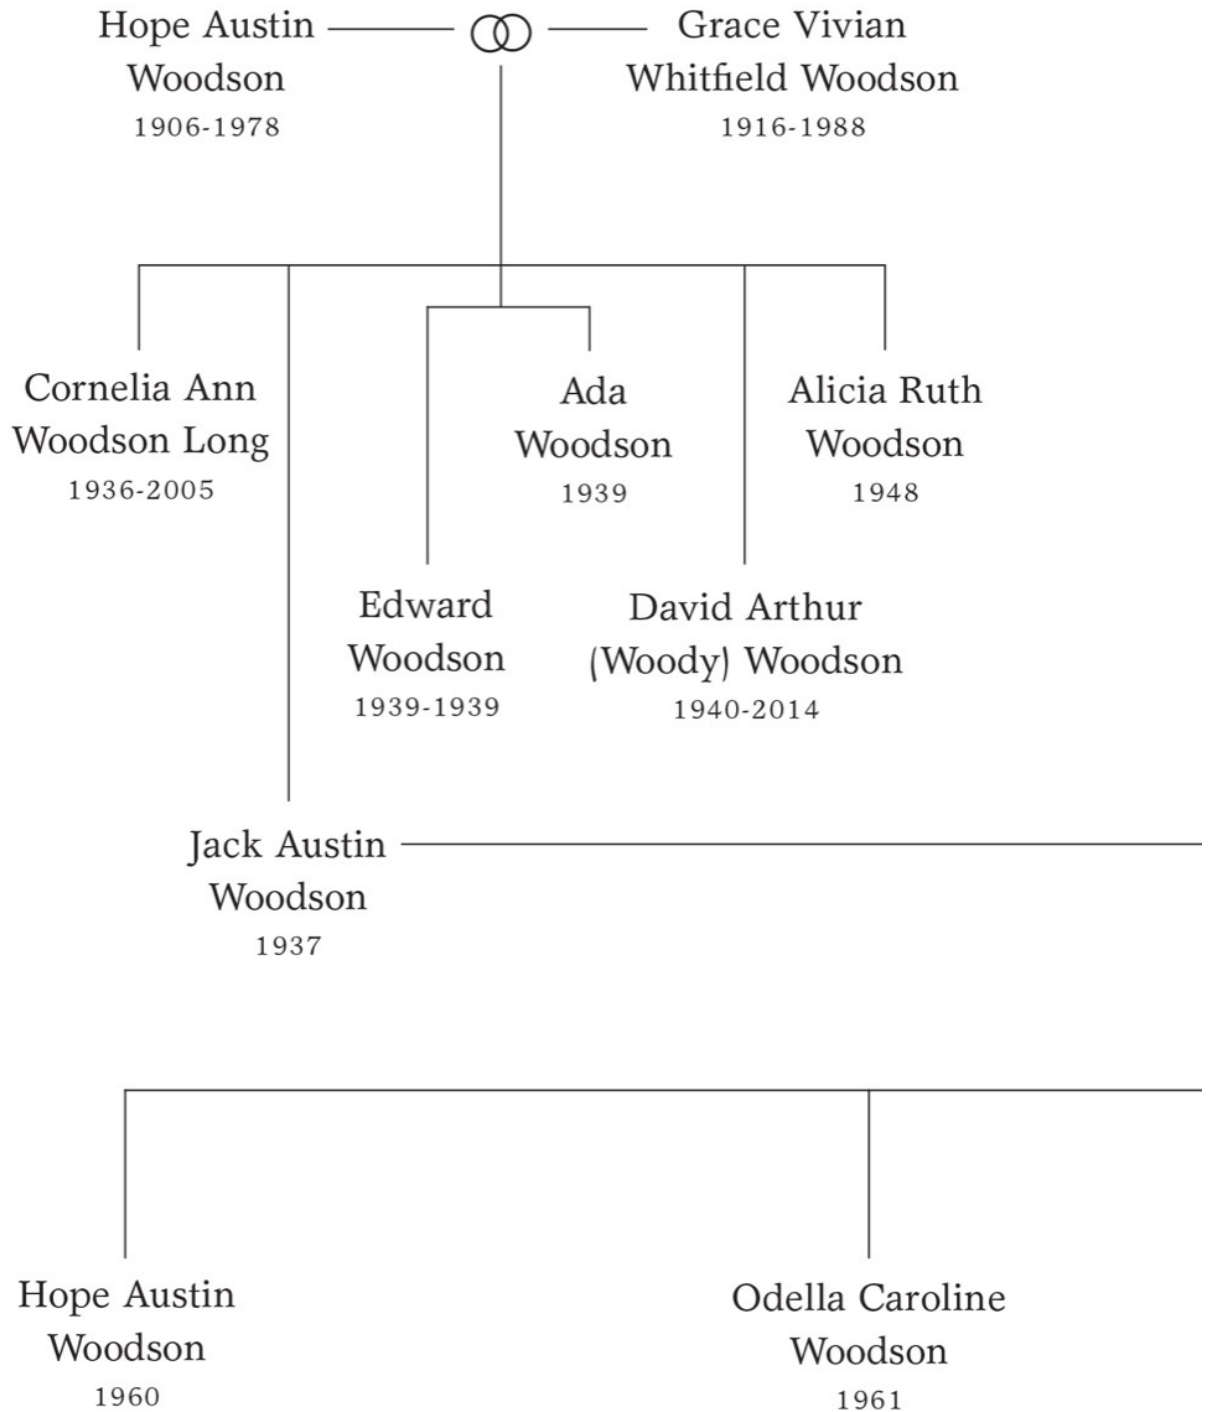 Hope Austin
Woodson
1906-1978
Grace Vivian
Whitfield Woodson
1916-1988
Cornelia Ann
Woodson Long
1936-2005
Ada
Woodson
1939
Alicia Ruth
Woodson
1948
Edward
Woodson
1939-1939
David Arthur
(Woody) Woodson
1940-2014
Jack Austin
Woodson
1937
Hope Austin
Woodson
1960
Odella Caroline
Woodson
1961